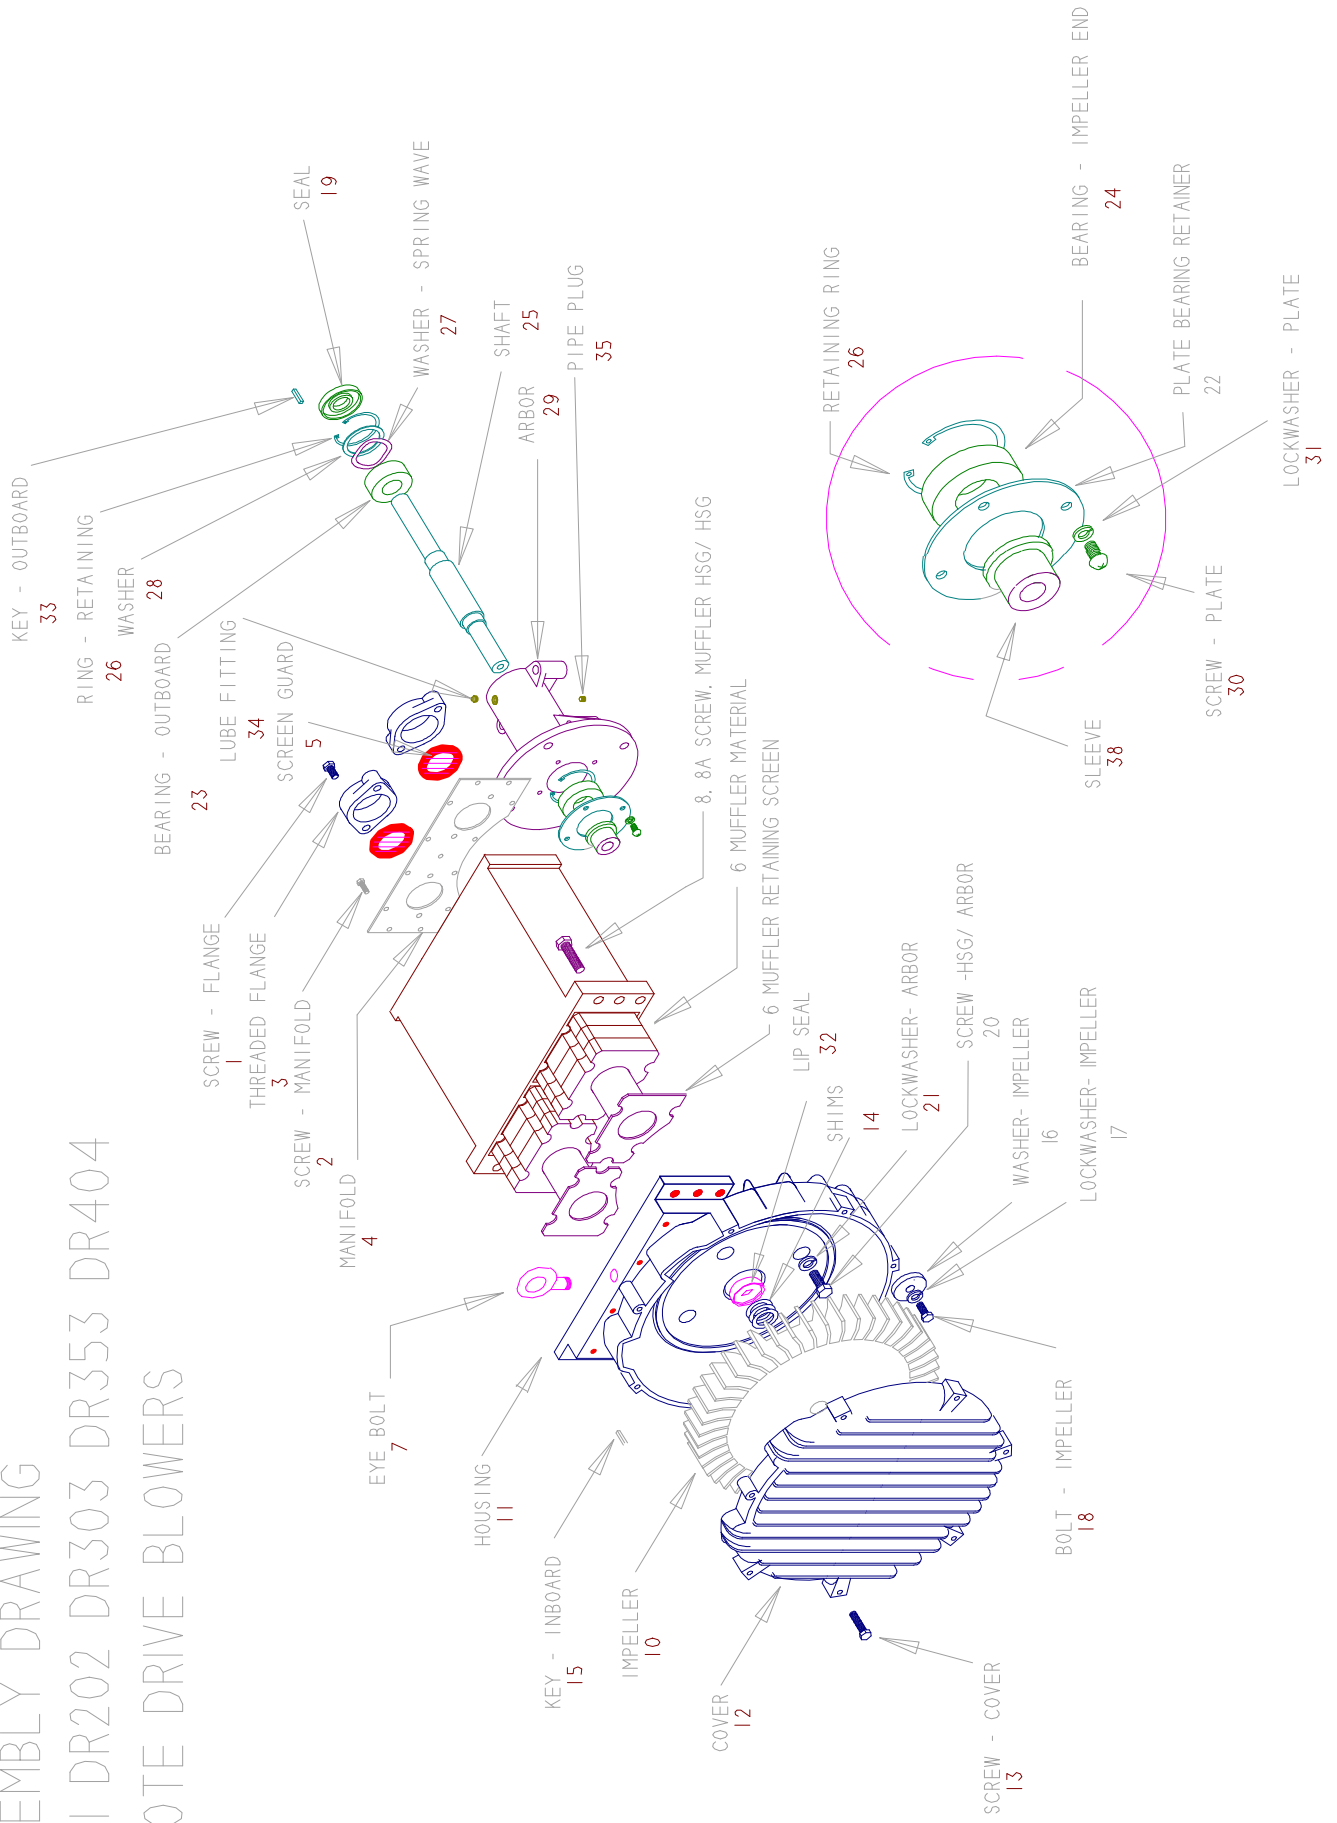 EMBLY DRAWING
DR202 DR303 DR353 DR404
OTE DRIVE BLOWERS
KEY - OUTBOARD
33
RING - RETAINING
26
WASHER
28
BEARING - OUTBOARD
23
LUBE FITTING
34
SCREEN GUARD
5
SCREW - FLANGE
1
THREADED FLANGE
3
SCREW - MANIFOLD
2
MANIFOLD
4
EYE BOLT
7
HOUSING
11
KEY - INBOARD
15
IMPELLER
10
COVER
12
SCREW - COVER
13
SEAL
19
WASHER - SPRING WAVE
27
SHAFT
25
ARBOR
29
PIPE PLUG
35
8, 8A SCREW, MUFFLER HSG/ HSG
6 MUFFLER MATERIAL
6 MUFFLER RETAINING SCREEN
LIP SEAL
32
SHIMS
14
LOCKWASHER- ARBOR
21
SCREW -HSG/ ARBOR
20
WASHER- IMPELLER
16
LOCKWASHER- IMPELLER
17
BOLT - IMPELLER
18
RETAINING RING
26
BEARING - IMPELLER END
24
PLATE BEARING RETAINER
22
LOCKWASHER - PLATE
31
SCREW - PLATE
30
SLEEVE
38